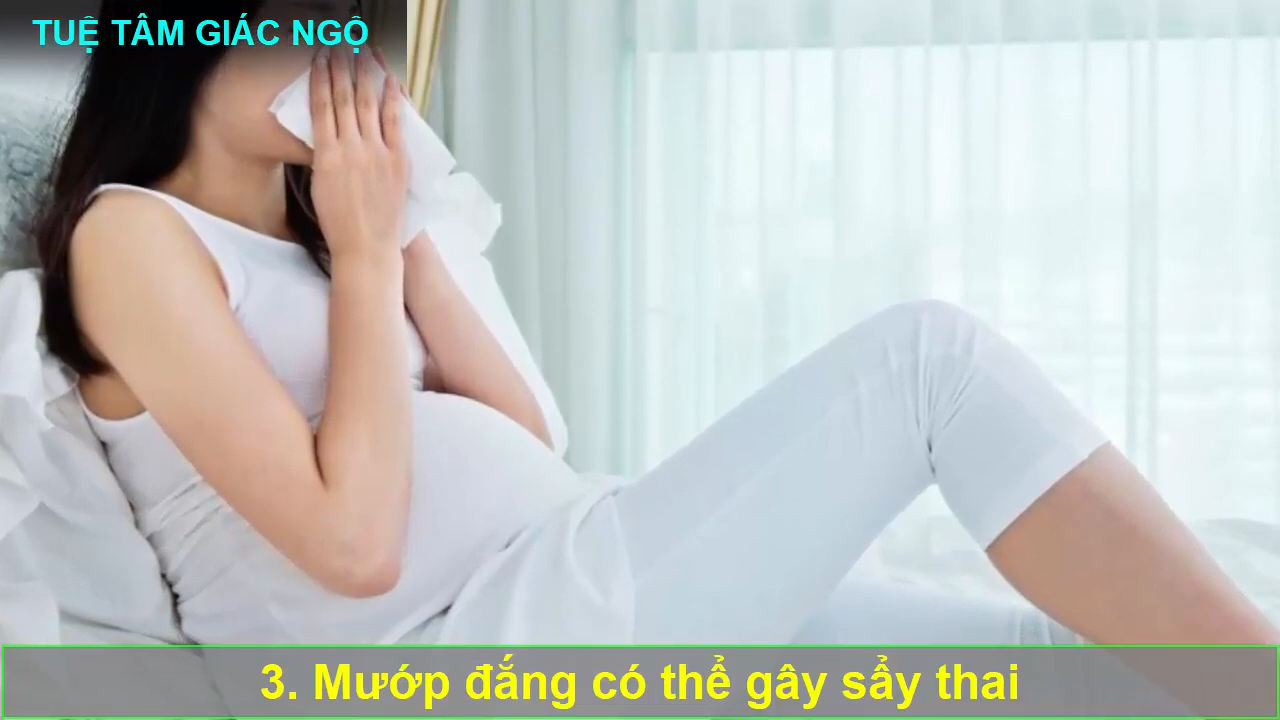 TUỆ TÂM GIÁC NGỘ
3. Mướp đắng có thể gây sẩy thai